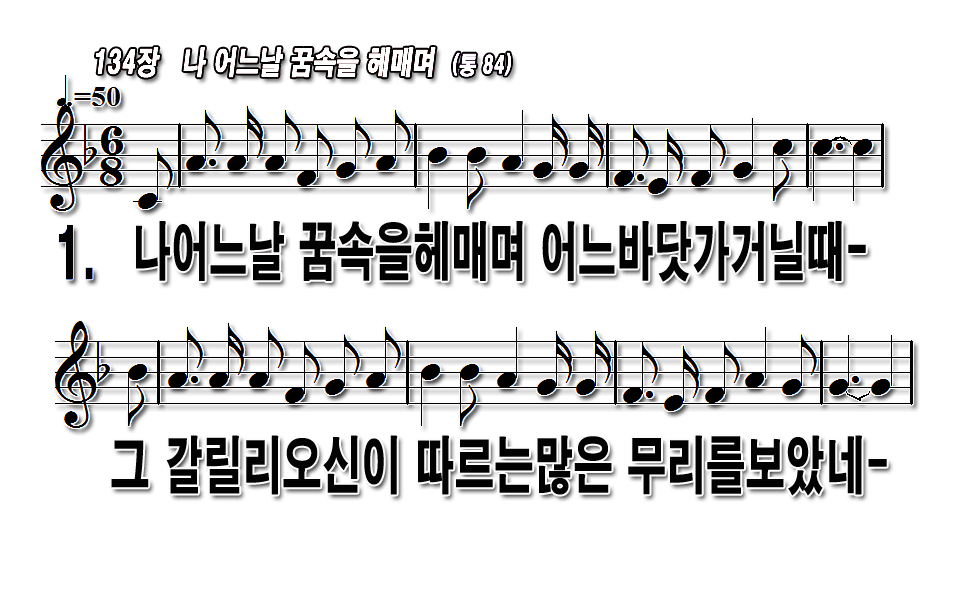 134장 나 어느날 꿈속을 헤매며 (통 84)
♩.=50
6
8
1. 나어느날 꿈속을헤매며 어느바닷가거닐때-
그 갈릴리오신이 따르는많은 무리를보았네-